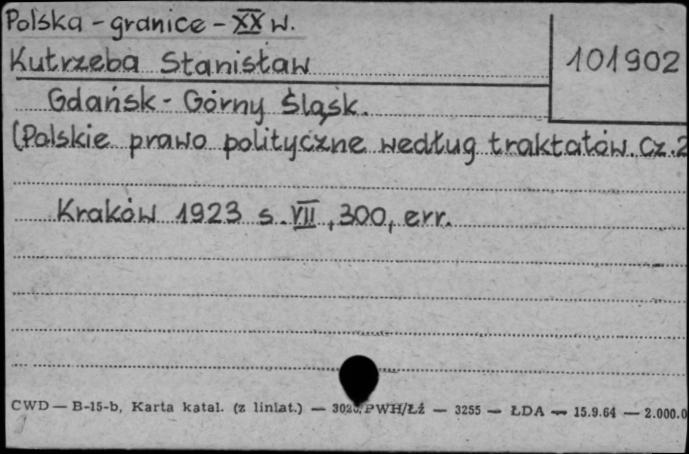 Polska - granice - XX w.
Kutrzeba Stanisław
101902
Gdańsk - Górny Śląsk.
(Polskie prawo polityczne według traktatów. Cz. 2
Kraków 1923 s. VII, 300, err.
CWD — B-15-b, Karta katal. (z liniat.) — PWH/Łż — 3255 — ŁDA — 15.9.64 — 2.000.0